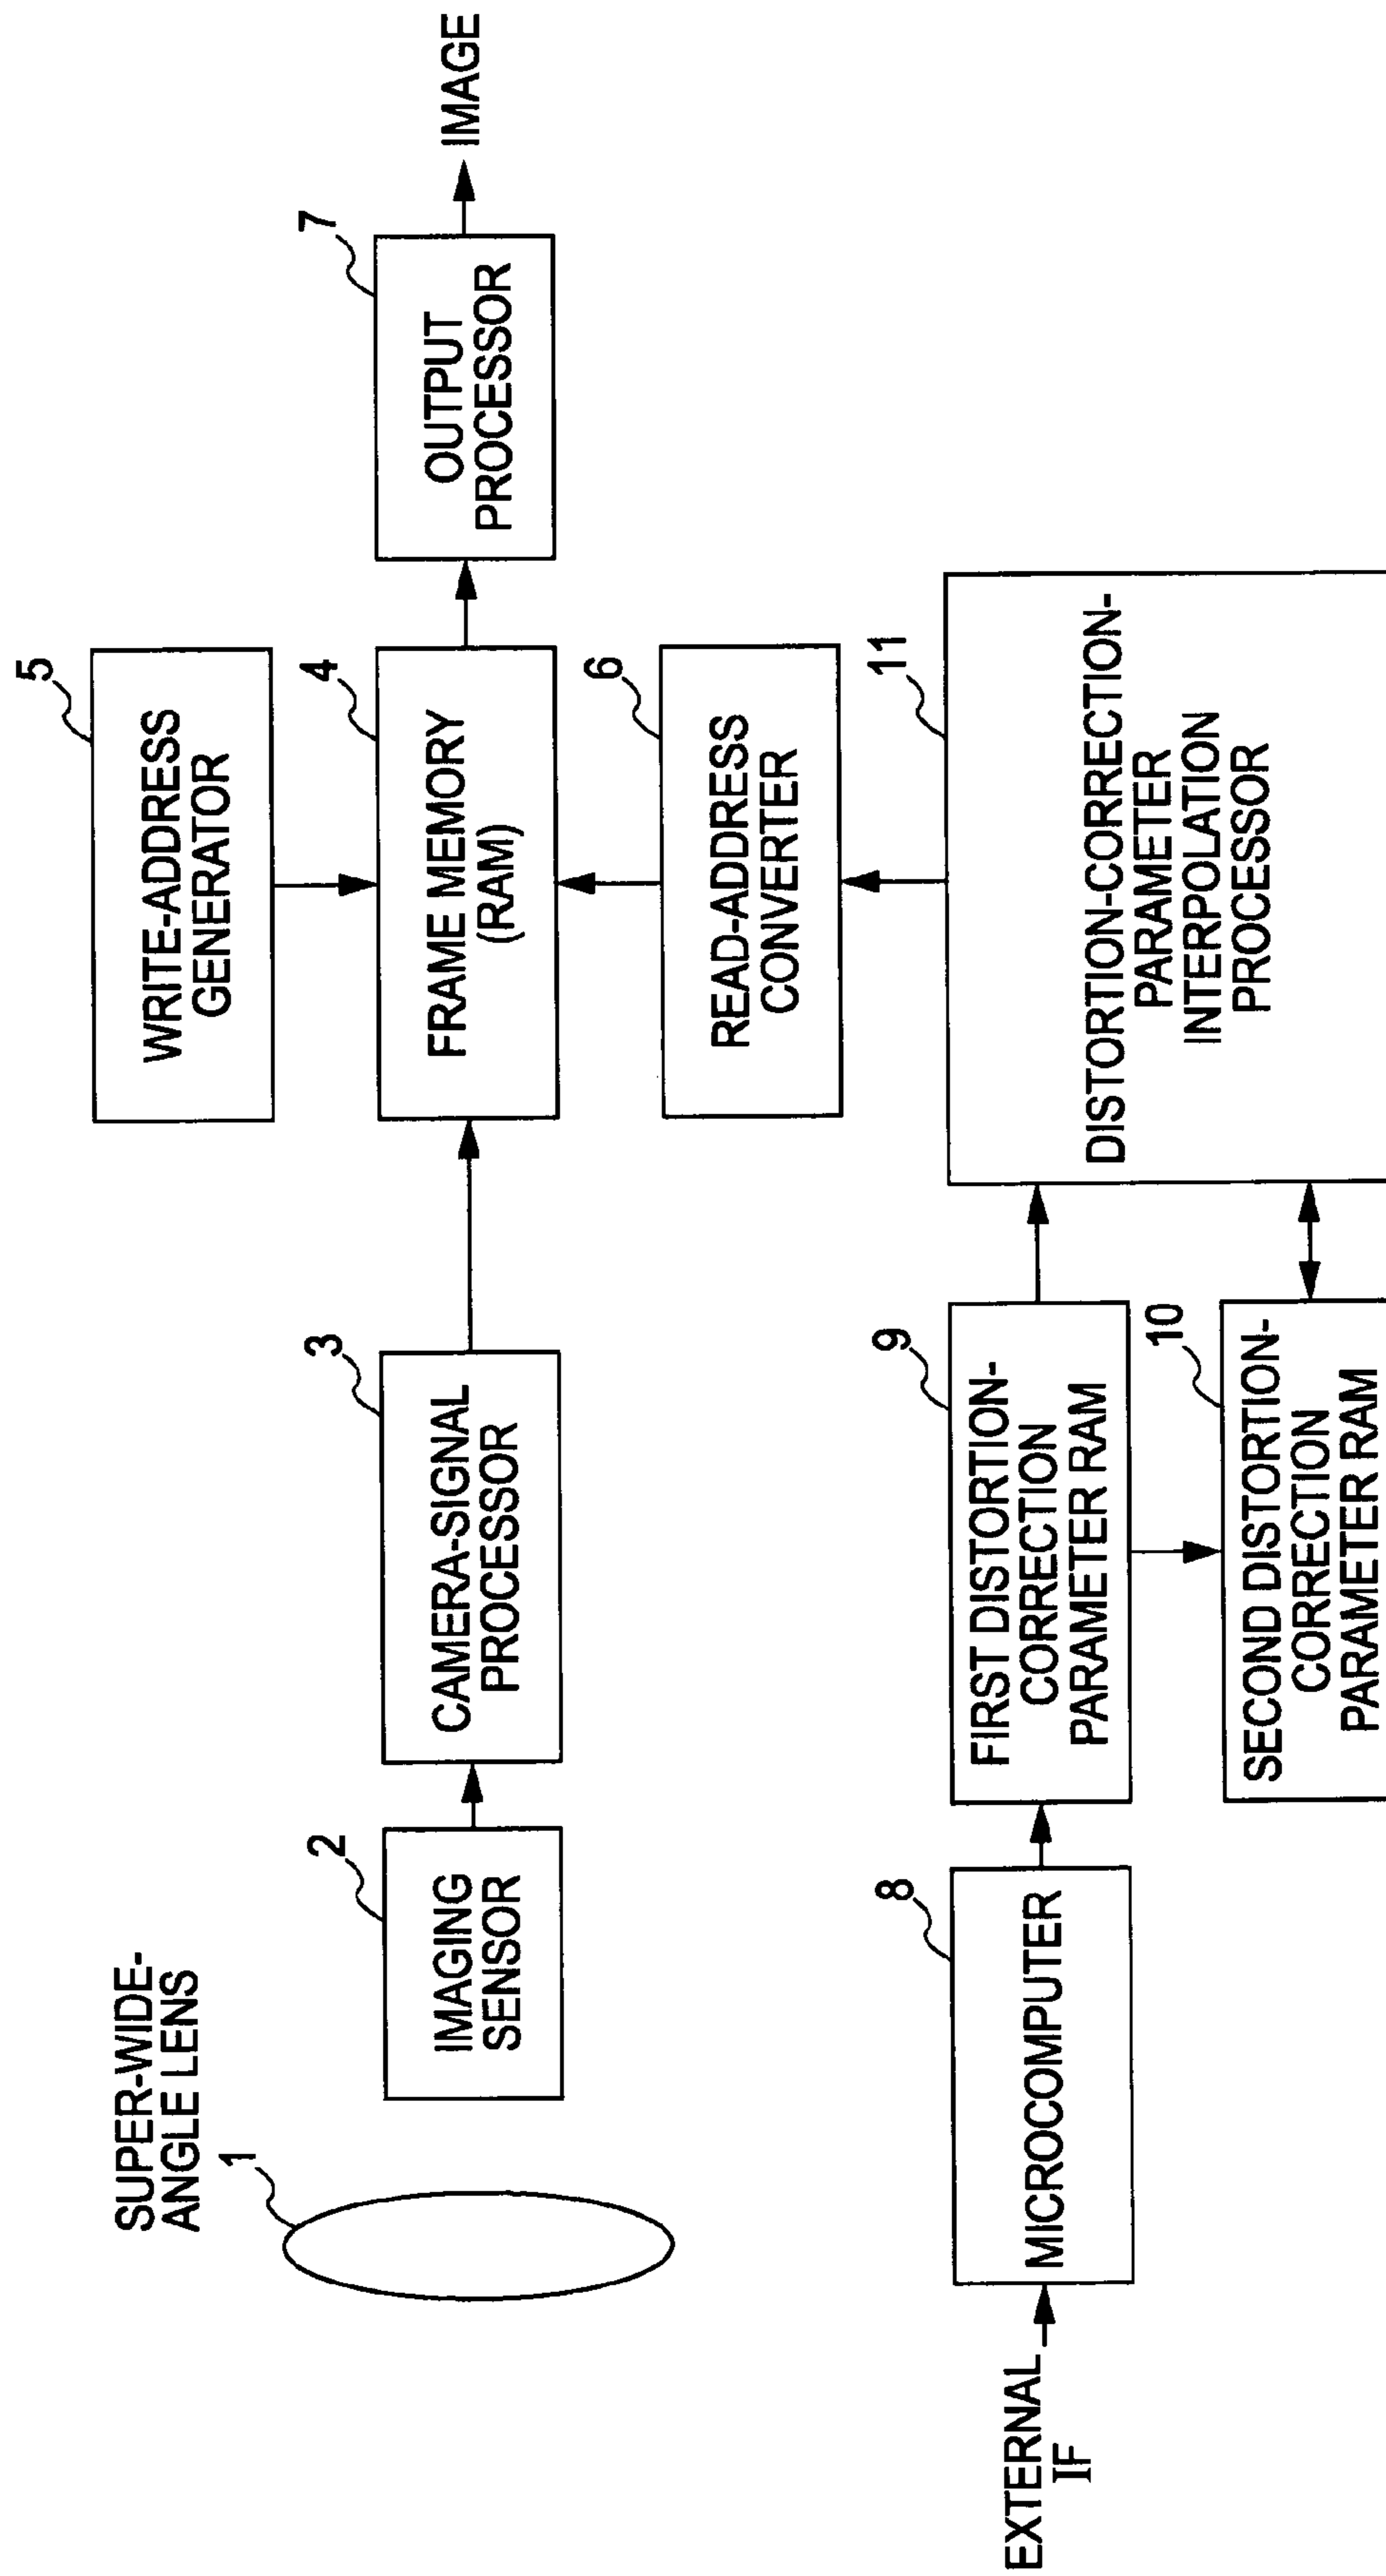 SUPER-WIDE-
ANGLE LENS
1
2
IMAGING
SENSOR
3
CAMERA-SIGNAL
PROCESSOR
5
WRITE-ADDRESS
GENERATOR
4
FRAME MEMORY
(RAM)
6
READ-ADDRESS
CONVERTER
7
OUTPUT
PROCESSOR
IMAGE
EXTERNAL
IF
8
MICROCOMPUTER
9
FIRST DISTORTION-
CORRECTION
PARAMETER RAM
10
SECOND DISTORTION-
CORRECTION
PARAMETER RAM
11
DISTORTION-CORRECTION-
PARAMETER
INTERPOLATION
PROCESSOR